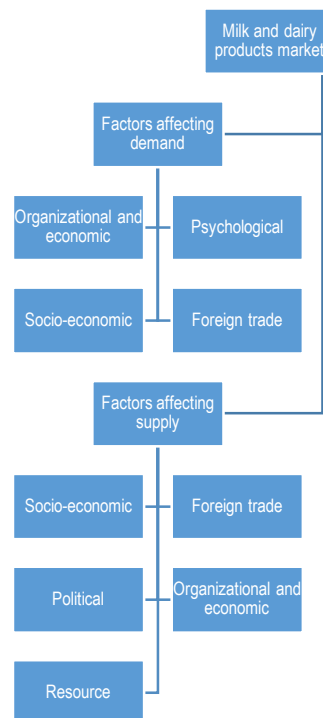 Milk and dairy
products market
Factors affecting
demand
Organizational and
economic
Psychological
Socio-economic
Foreign trade
Factors affecting
supply
Socio-economic
Foreign trade
Political
Organizational and
economic
Resource